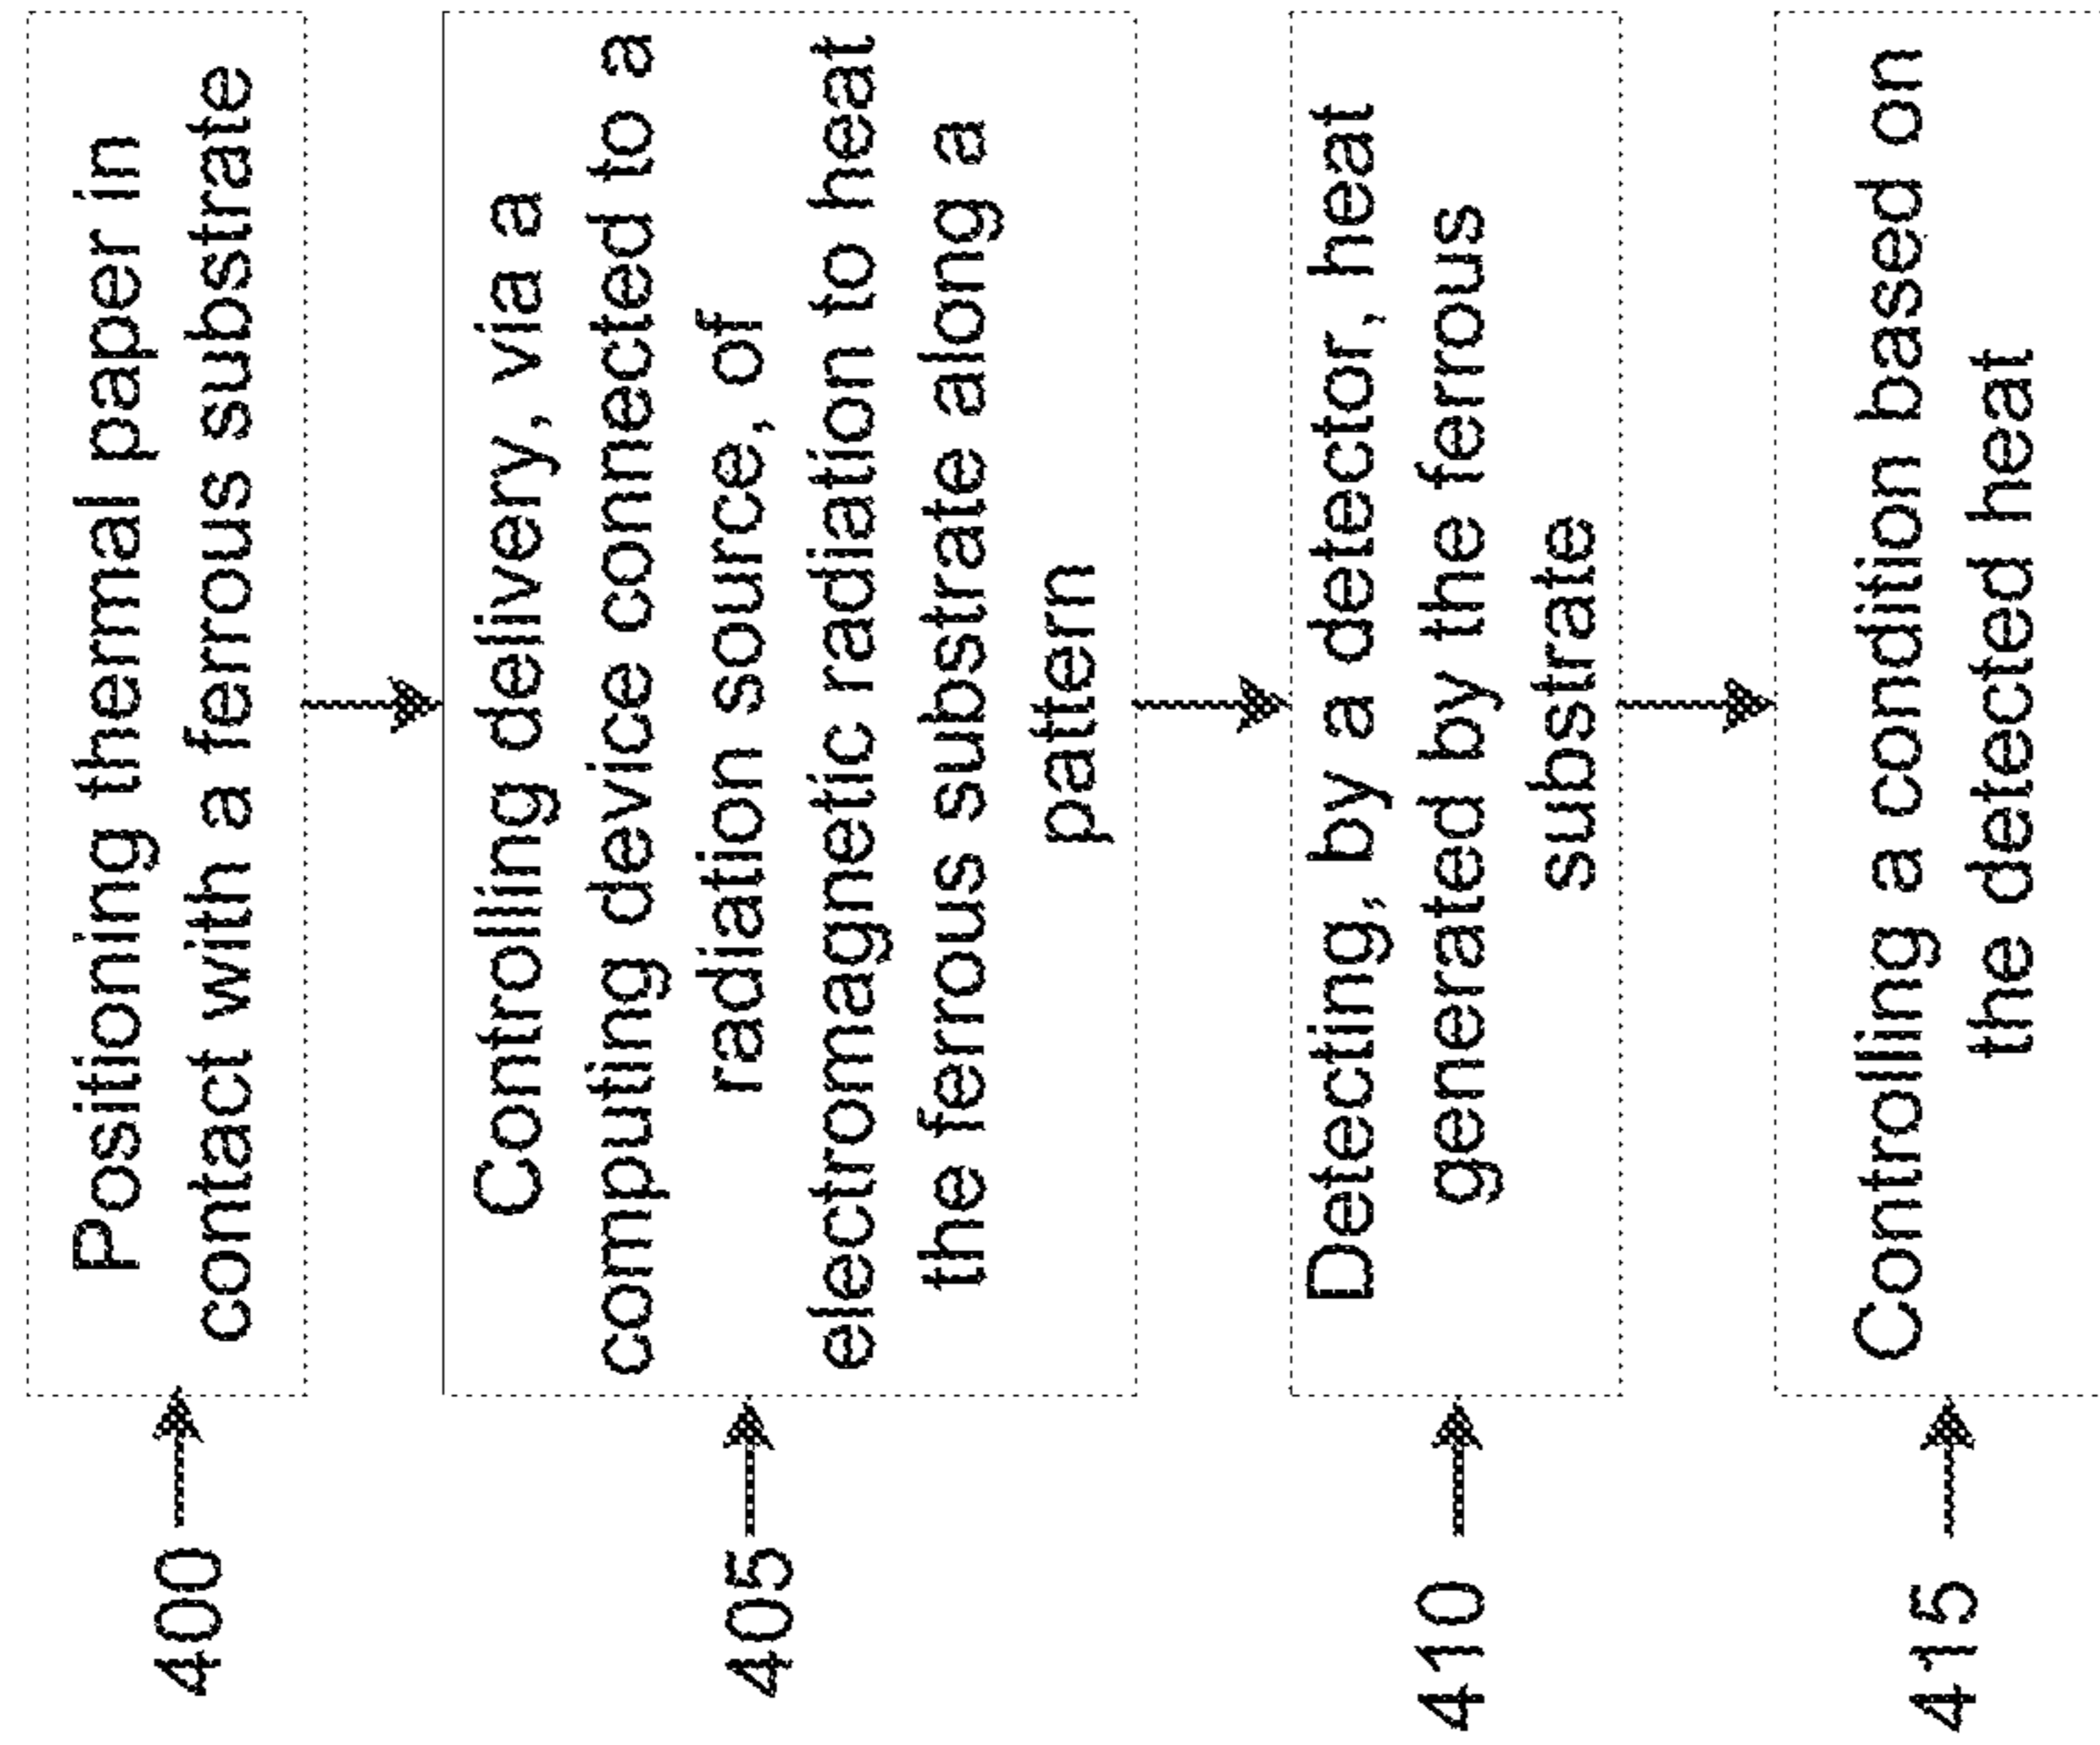 400
Positioning thermal paper in
contact with a ferrous substrate
405
Controlling delivery, via a
computing device connected to a
radiation source, of
electromagnetic radiation to heat
the ferrous substrate along a
pattern
410
Detecting, by a detector, heat
generated by the ferrous
substrate
415
Controlling a condition based on
the detected heat